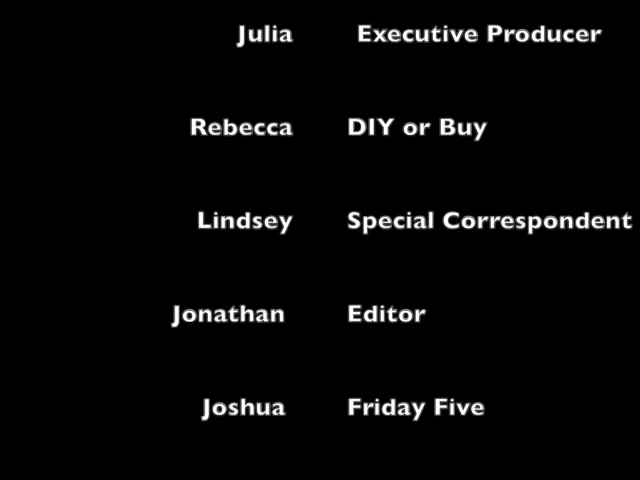 Julia Executive Producer
Rebecca DIY or Buy
Lindsey Special Correspondent
Jonathan Editor
Joshua Friday Five